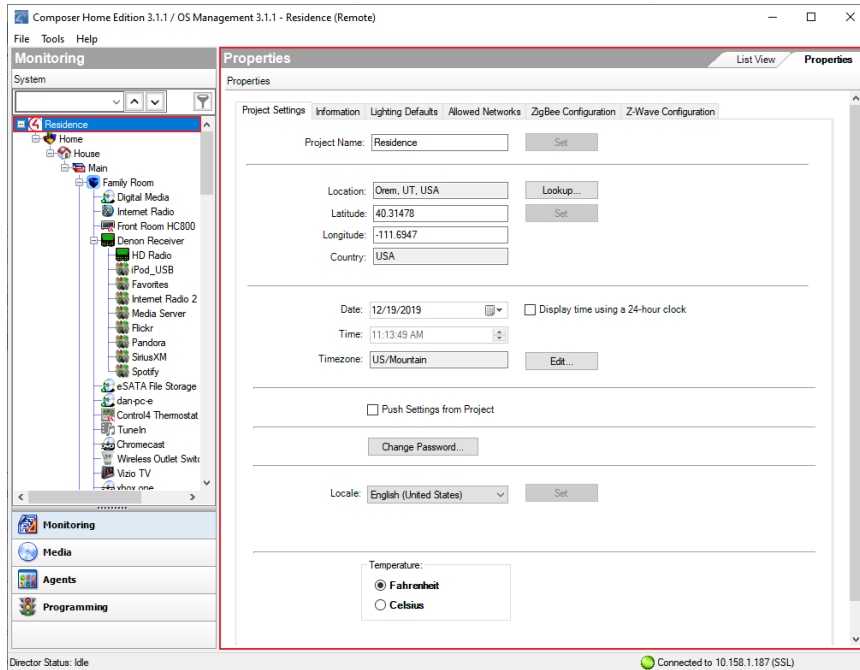 Composer Home Edition 3.1.1 / OS Management 3.1.1 - Residence (Remote)
File Tools Help
Monitoring
System
Residence
Home
House
Main
Family Room
Digital Media
Internet Radio
Front Room HC800
Denon Receiver
HD Radio
iPod_USB
Favorites
Internet Radio 2
Media Server
Flickr
Pandora
SiriusXM
Spotify
eSATA File Storage
dan-pc-e
Control4 Thermostat
TuneIn
Chromecast
Wireless Outlet Switc
Vizio TV
xbox one
Monitoring
Media
Agents
Programming
Properties
List View
Properties
Properties
Project Settings Information Lighting Defaults Allowed Networks ZigBee Configuration Z-Wave Configuration
Project Name: Residence Set
Location: Orem, UT, USA Lookup...
Latitude: 40.31478 Set
Longitude: -111.6947
Country: USA
Date: 12/19/2019 Display time using a 24-hour clock
Time: 11:13:49 AM
Timezone: US/Mountain Edit...
Push Settings from Project
Change Password...
Locale: English (United States) Set
Temperature:
Fahrenheit
Celsius
Director Status: Idle
Connected to 10.158.1.187 (SSL)